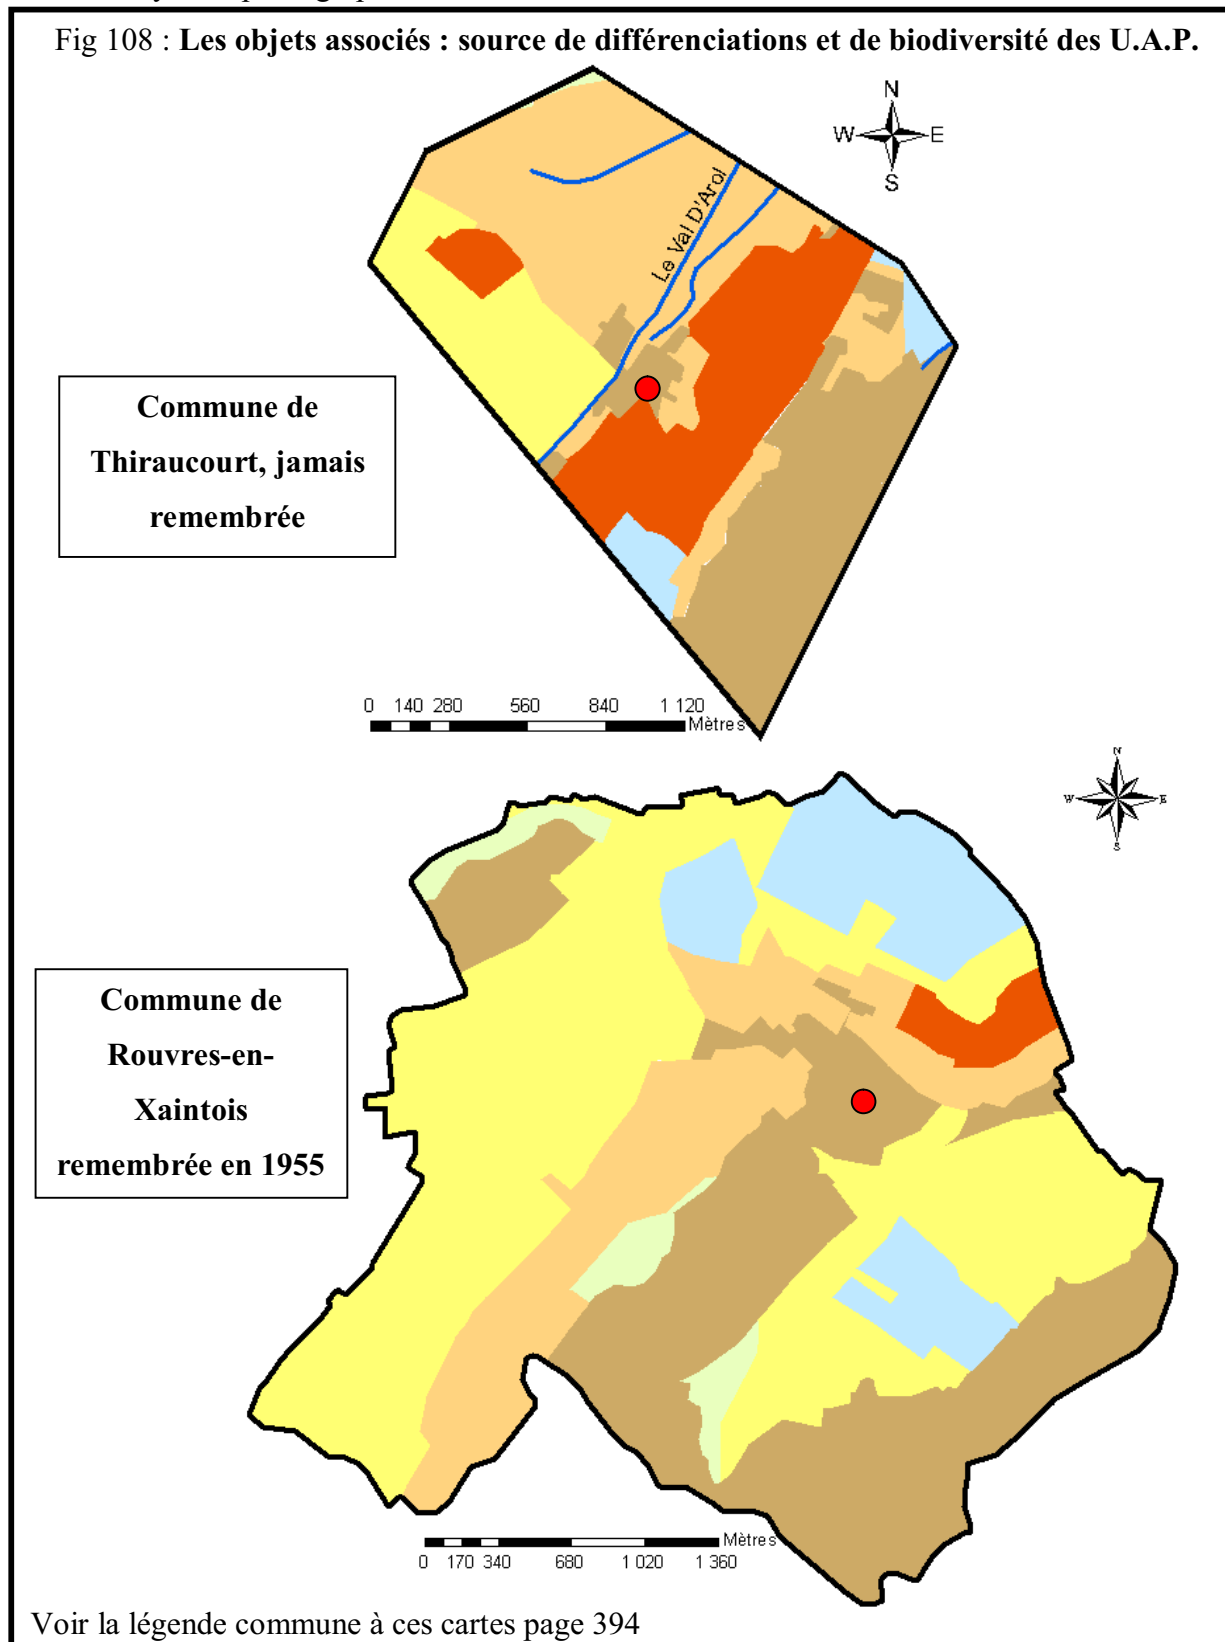 Fig 108 : Les objets associés : source de différenciations et de biodiversité des U.A.P.
N
W E
S
Le Val D'Arol
Commune de
Thiraucourt, jamais
remembrée
0 140 280 560 840 1 120
Mètres
N
W E
S
Commune de
Rouvres-en-
Xaintois
remembrée en 1955
Mètres
0 170 340 680 1 020 1 360
Voir la légende commune à ces cartes page 394